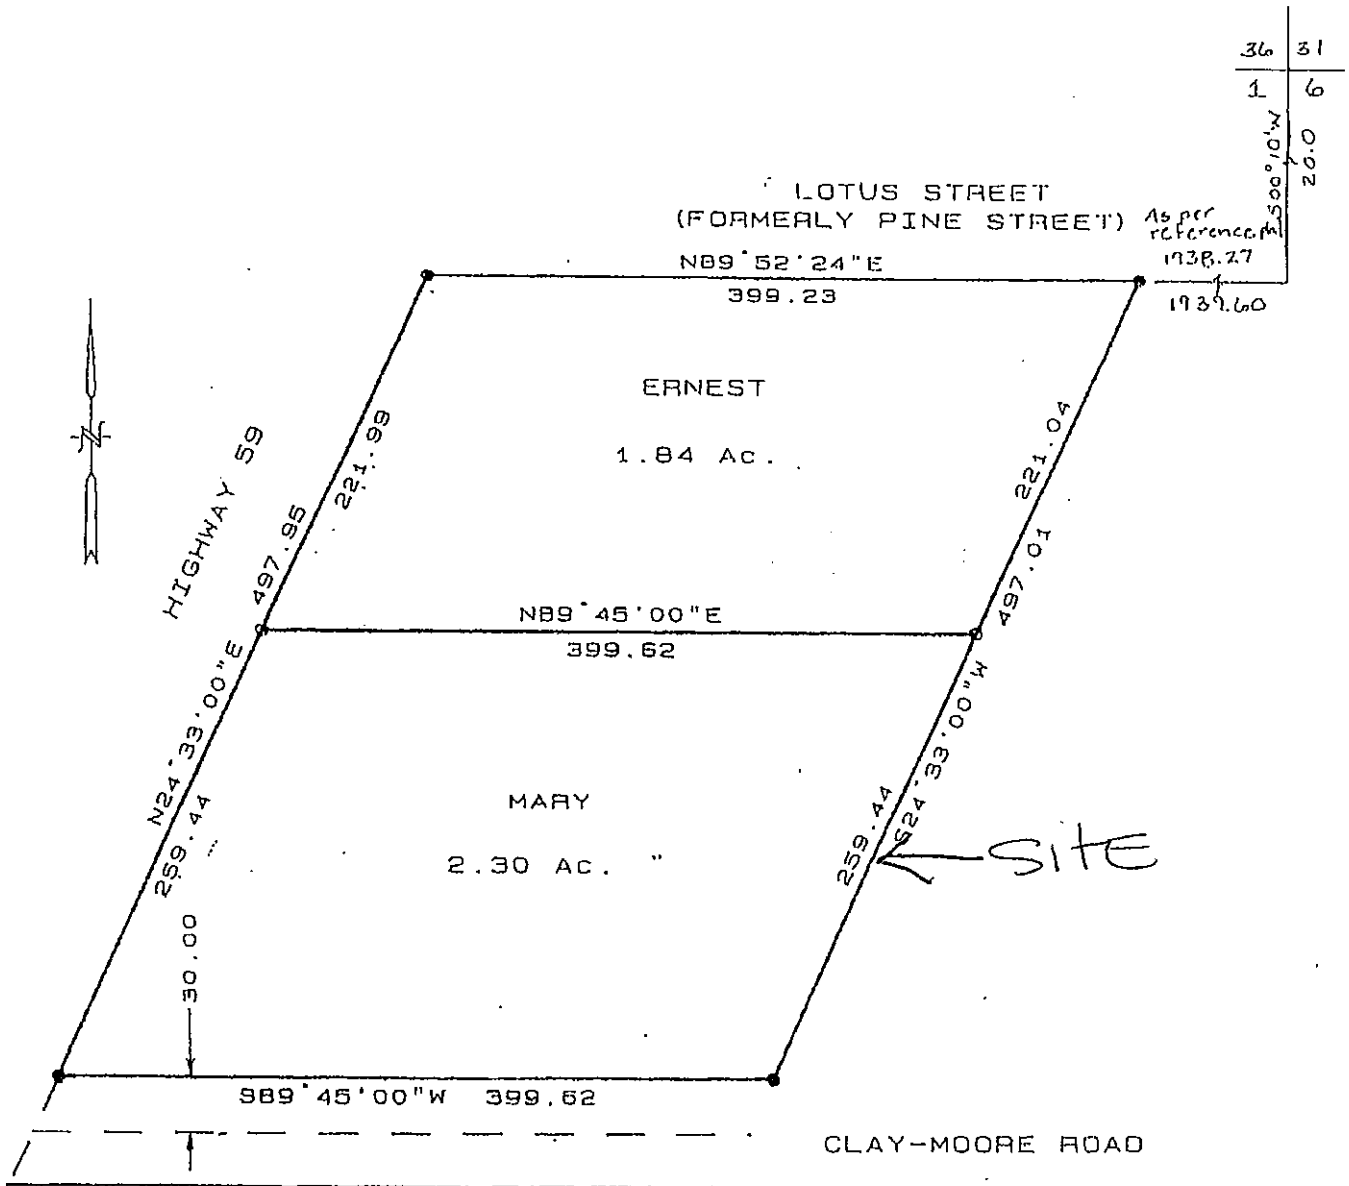 36 31
1 6
S00°10'W
20.0
LOTUS STREET
(FORMERLY PINE STREET)
As per
reference
1938.27
1939.60
N89°52'24"E
399.23
ERNEST
1.84 Ac.
HIGHWAY 59
221.99
497.95
221.04
497.01
N89°45'00"E
399.62
N24°33'00"E
259.44
S24°33'00"W
259.44
MARY
2.30 Ac.
SITE
30.00
S89°45'00"W 399.62
CLAY-MOORE ROAD
N